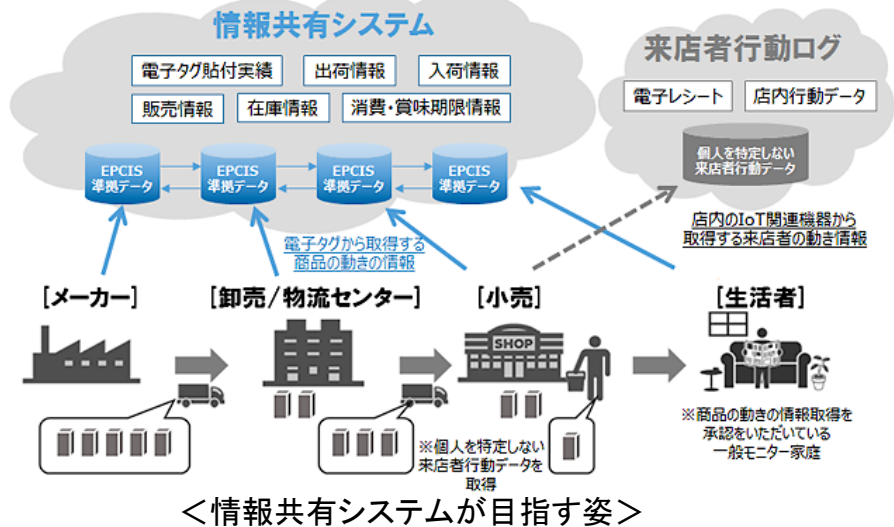 情報共有システム
電子タグ貼付実績 出荷情報 入荷情報
販売情報 在庫情報 消費・賞味期限情報
EPCIS
準拠データ
EPCIS
準拠データ
EPCIS
準拠データ
EPCIS
準拠データ
来店者行動ログ
電子レシート 店内行動データ
個人を特定しない
来店者行動データ
店内のIoT関連機器から
取得する来店者の動き情報
電子タグから取得する
商品の動きの情報
[メーカー] [卸売/物流センター] [小売] [生活者]
SHOP
※個人を特定しない
来店者行動データを
取得
※商品の動きの情報取得を
承認をいただいている
一般モニター家庭
＜情報共有システムが目指す姿＞